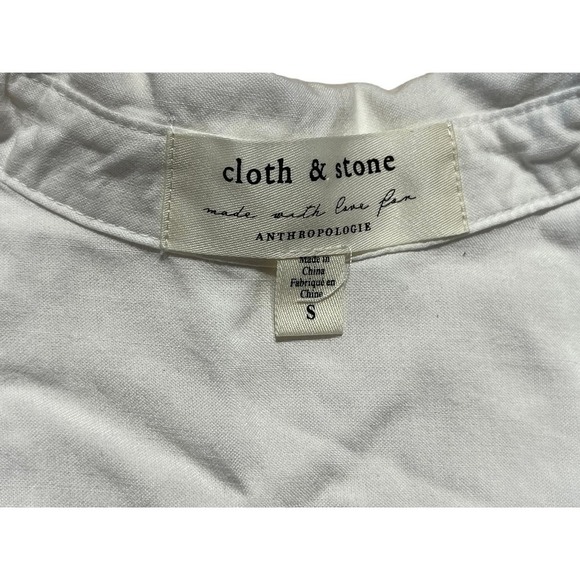 cloth & stone
made with love for
ANTHROPOLOGIE
Made in
China
Fabriqué en
Chine
S